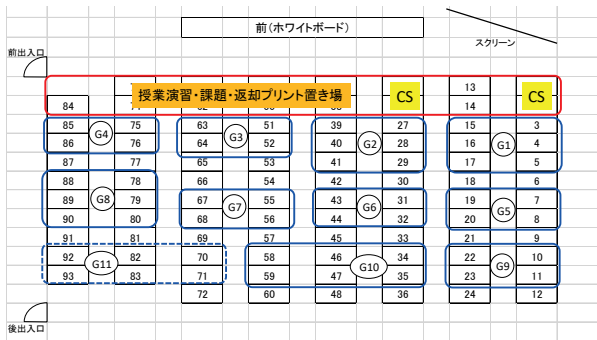 前(ホワイトボード)
スクリーン
前出入口
授業演習・課題・返却プリント置き場
CS
13
CS
84
14
85 G4 75 63 G3 51 39 G2 27 15 G1 3
86 76 64 52 40 28 16 4
87 77 65 53 41 29 17 5
88 78 66 54 42 30 18 6
89 G8 79 67 G7 55 43 G6 31 19 G5 7
90 80 68 56 44 32 20 8
91 81 69 57 45 33 21 9
92 G11 82 70 58 46 G10 34 22 G9 10
93 83 71 59 47 35 23 11
72 60 48 36 24 12
後出入口